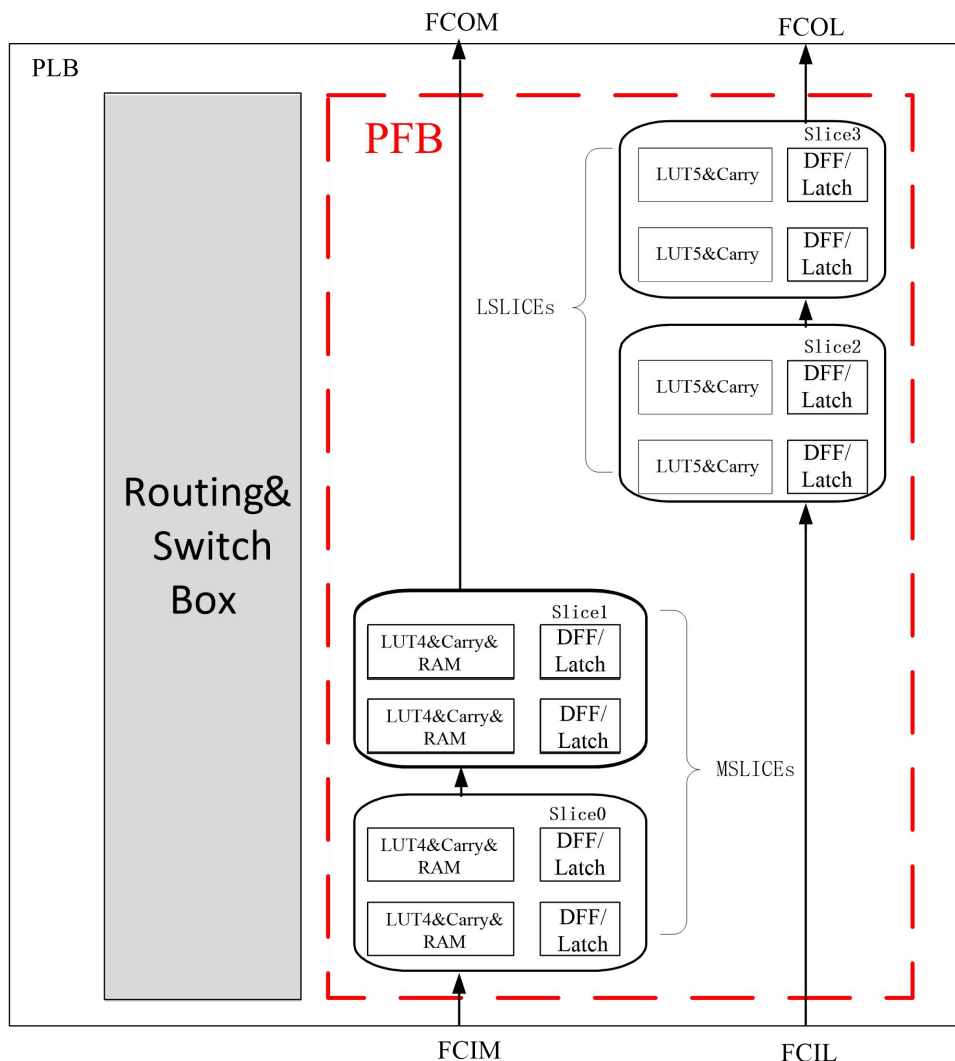 FCOM
FCOL
PLB
PFB
Slice3
LUT5&Carry
DFF/
Latch
LUT5&Carry
DFF/
Latch
LSLICEs
Slice2
LUT5&Carry
DFF/
Latch
LUT5&Carry
DFF/
Latch
Routing&
Switch
Box
Slice1
LUT4&Carry&
RAM
DFF/
Latch
LUT4&Carry&
RAM
DFF/
Latch
MSLICEs
Slice0
LUT4&Carry&
RAM
DFF/
Latch
LUT4&Carry&
RAM
DFF/
Latch
FCIM
FCIL